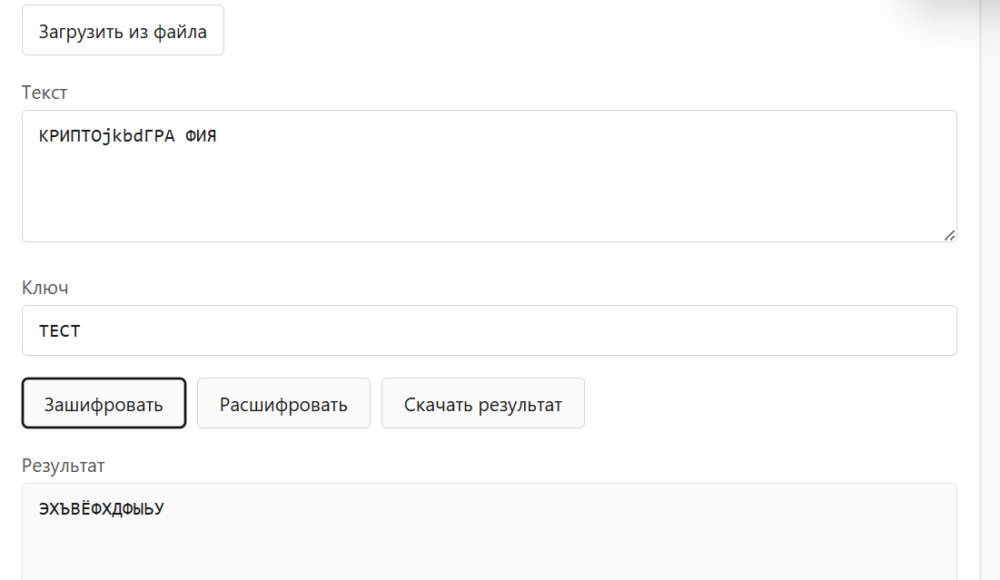 Загрузить из файла
Текст
КРИПТОjkbdГРА ФИЯ
Ключ
ТЕСТ
Зашифровать Расшифровать Скачать результат
Результат
ЭХЪВЁФХДФЫЬУ